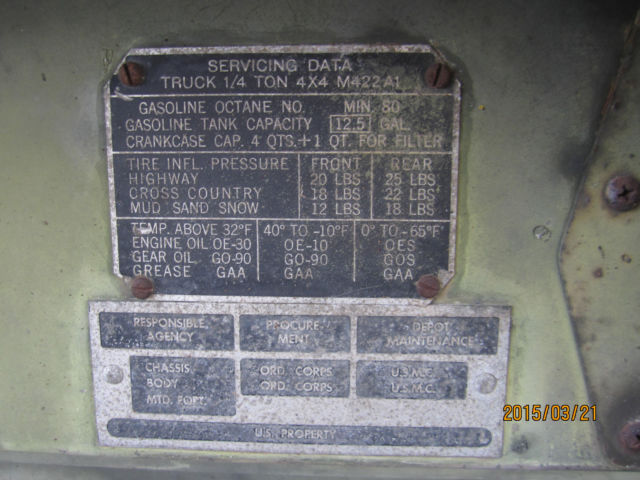 SERVICING DATA
TRUCK 1/4 TON 4X4 M422A1
GASOLINE OCTANE NO. MIN. 80
GASOLINE TANK CAPACITY 12.5 GAL.
CRANKCASE CAP. 4 QTS.+1 QT. FOR FILTER
TIRE INFL. PRESSURE FRONT REAR
HIGHWAY 20 LBS 25 LBS
CROSS COUNTRY 18 LBS 22 LBS
MUD SAND SNOW 12 LBS 18 LBS
TEMP. ABOVE 32°F 40° TO -10°F 0° TO -65°F
ENGINE OIL OE-30 OE-10 OES
GEAR OIL GO-90 GO-90 GOS
GREASE GAA GAA GAA
RESPONSIBLE AGENCY PROCUREMENT DEPOT MAINTENANCE
CHASSIS ORD. CORPS U.S.M.C.
BODY ORD. CORPS U.S.M.C.
MTD. EQPT.
U.S. PROPERTY
2015/03/21